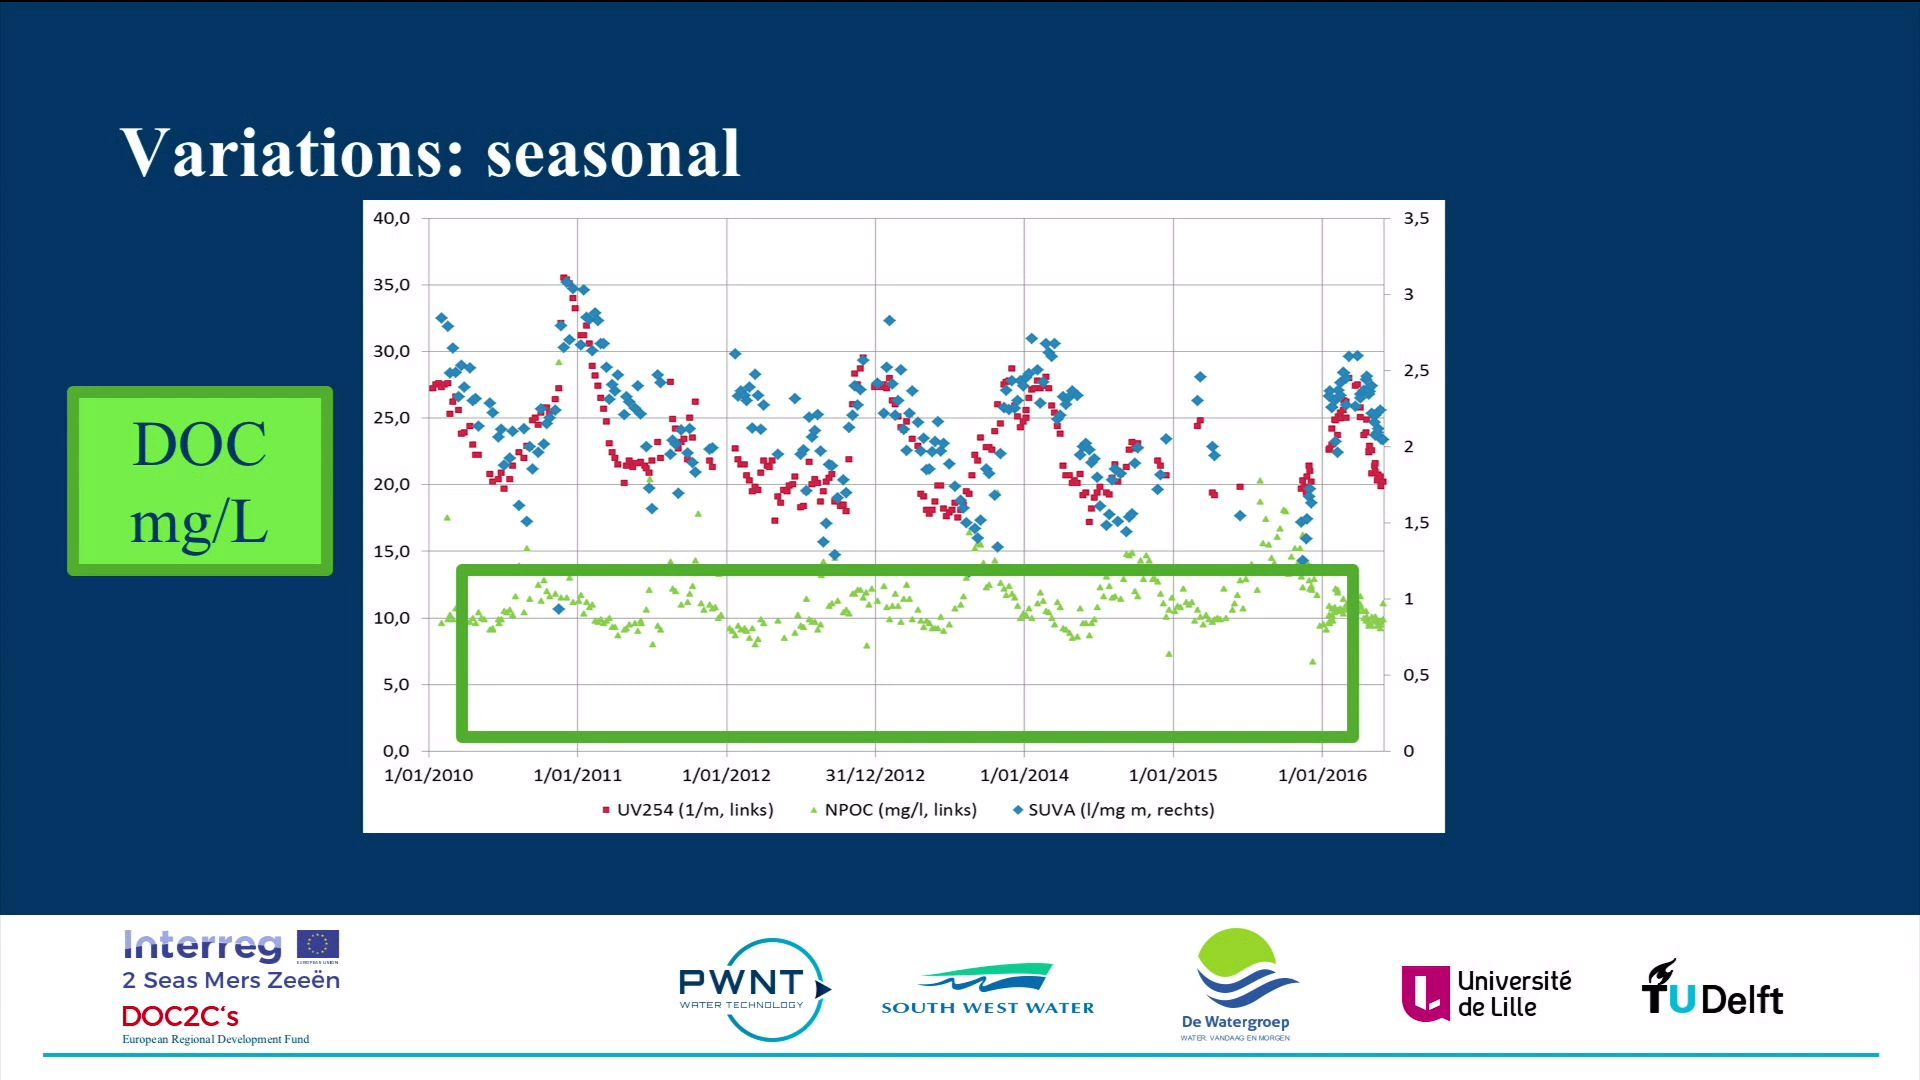 Variations: seasonal
DOC
mg/L
40,0
35,0
30,0
25,0
20,0
15,0
10,0
5,0
0,0
3,5
3
2,5
2
1,5
1
0,5
0
1/01/2010 1/01/2011 1/01/2012 31/12/2012 1/01/2014 1/01/2015 1/01/2016
UV254 (1/m, links) NPOC (mg/l, links) SUVA (l/mg m, rechts)
Interreg
EUROPEAN UNION
2 Seas Mers Zeeën
DOC2C's
European Regional Development Fund
PWNT
WATER TECHNOLOGY
SOUTH WEST WATER
De Watergroep
WATER. VANDAAG EN MORGEN
Université
de Lille
TU Delft